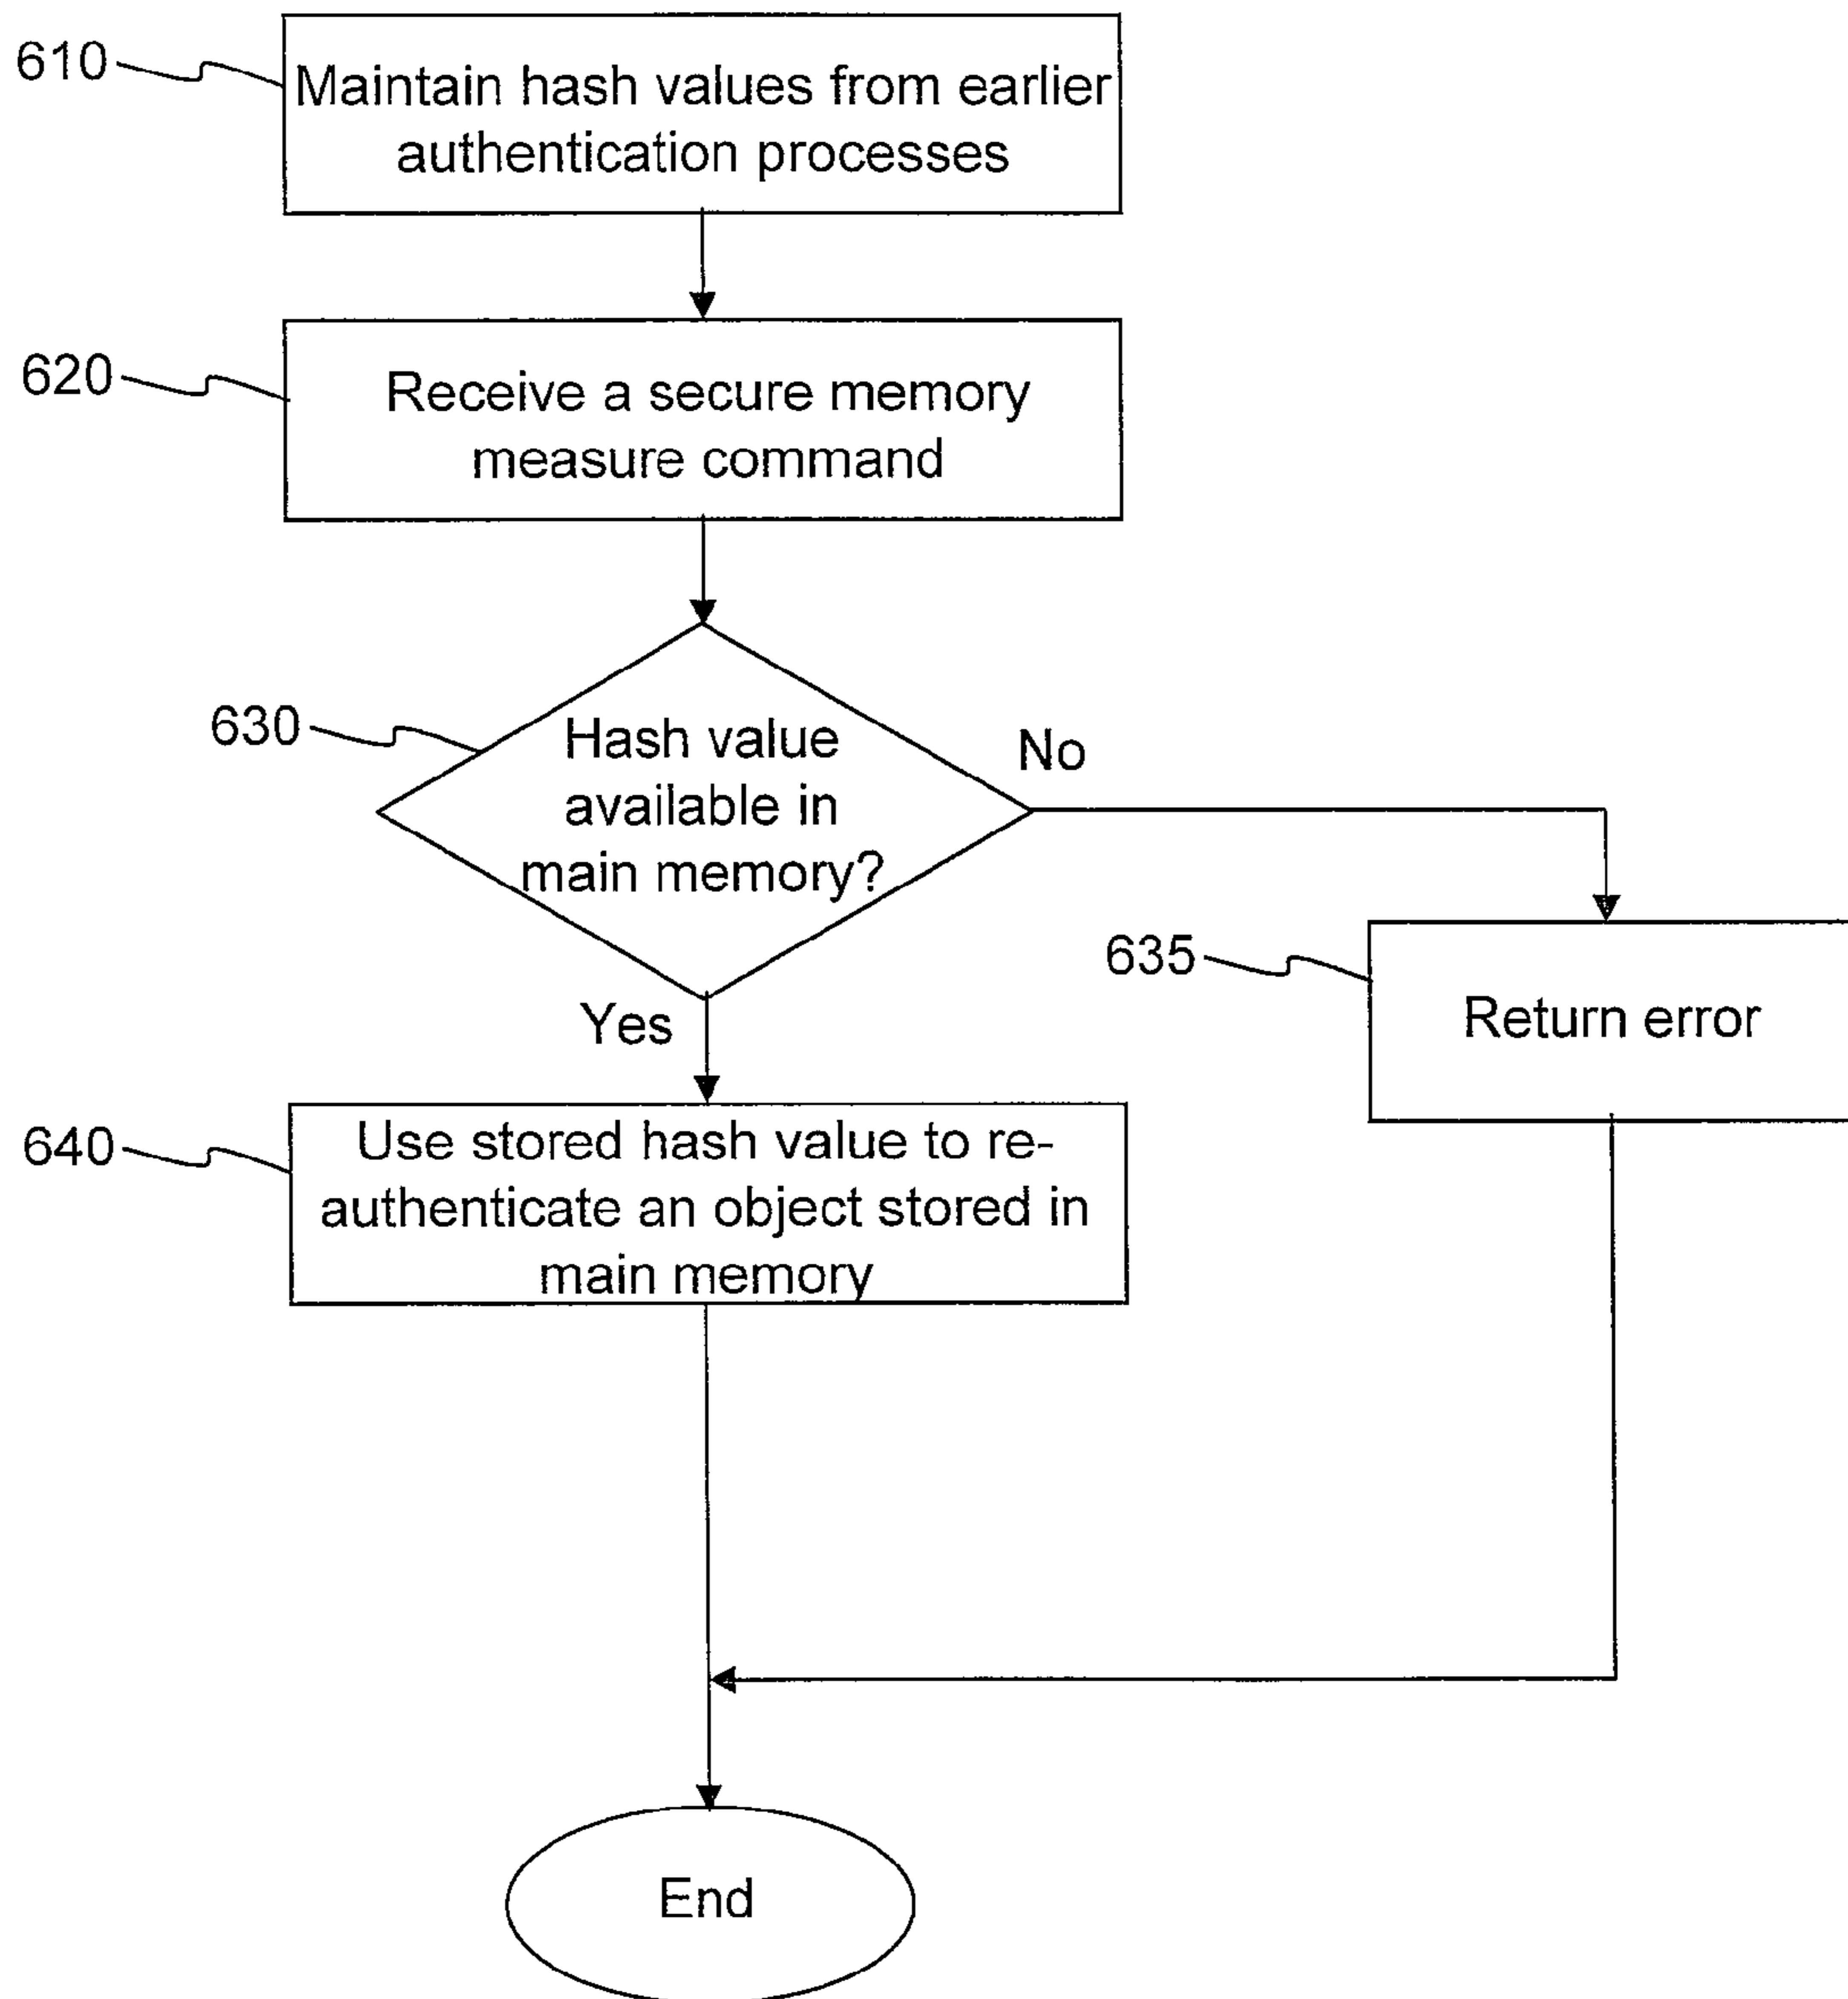 610
Maintain hash values from earlier
authentication processes
620
Receive a secure memory
measure command
630
Hash value
available in
main memory?
No
Yes
635
Return error
640
Use stored hash value to re-
authenticate an object stored in
main memory
End